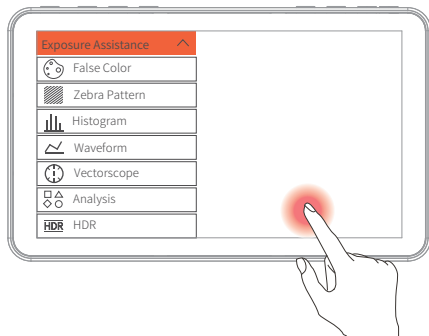 Exposure Assistance
False Color
Zebra Pattern
Histogram
Waveform
Vectorscope
Analysis
HDR HDR